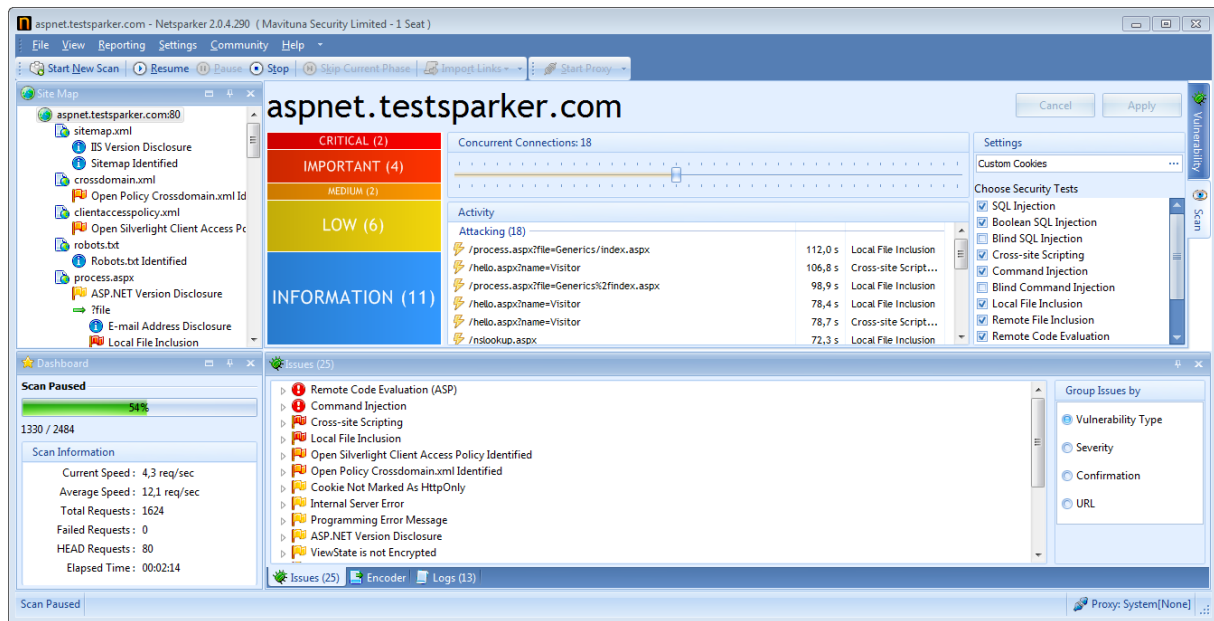 aspnet.testsparker.com - Netsparker 2.0.4.290 ( Mavituna Security Limited - 1 Seat )
File View Reporting Settings Community Help
Start New Scan Resume Pause Stop Skip Current Phase Import Links Start Proxy
Site Map
aspnet.testsparker.com:80
sitemap.xml
IIS Version Disclosure
Sitemap Identified
crossdomain.xml
Open Policy Crossdomain.xml Id
clientaccesspolicy.xml
Open Silverlight Client Access Pc
robots.txt
Robots.txt Identified
process.aspx
ASP.NET Version Disclosure
?file
E-mail Address Disclosure
Local File Inclusion
aspnet.testsparker.com
Cancel Apply
CRITICAL (2)
IMPORTANT (4)
MEDIUM (2)
LOW (6)
INFORMATION (11)
Concurrent Connections: 18
Activity
Attacking (18)
/process.aspx?file=Generics/index.aspx 112,0 s Local File Inclusion
/hello.aspx?name=Visitor 106,8 s Cross-site Script...
/process.aspx?file=Generics%2findex.aspx 98,9 s Local File Inclusion
/hello.aspx?name=Visitor 78,4 s Local File Inclusion
/hello.aspx?name=Visitor 78,7 s Cross-site Script...
/nslookup.aspx 72,3 s Local File Inclusion
Settings
Custom Cookies ...
Choose Security Tests
SQL Injection
Boolean SQL Injection
Blind SQL Injection
Cross-site Scripting
Command Injection
Blind Command Injection
Local File Inclusion
Remote File Inclusion
Remote Code Evaluation
Vulnerability
Scan
Dashboard
Scan Paused
54%
1330 / 2484
Scan Information
Current Speed : 4,3 req/sec
Average Speed : 12,1 req/sec
Total Requests : 1624
Failed Requests : 0
HEAD Requests : 80
Elapsed Time : 00:02:14
Issues (25)
Remote Code Evaluation (ASP)
Command Injection
Cross-site Scripting
Local File Inclusion
Open Silverlight Client Access Policy Identified
Open Policy Crossdomain.xml Identified
Cookie Not Marked As HttpOnly
Internal Server Error
Programming Error Message
ASP.NET Version Disclosure
ViewState is not Encrypted
Group Issues by
Vulnerability Type
Severity
Confirmation
URL
Issues (25) Encoder Logs (13)
Scan Paused
Proxy: System[None]